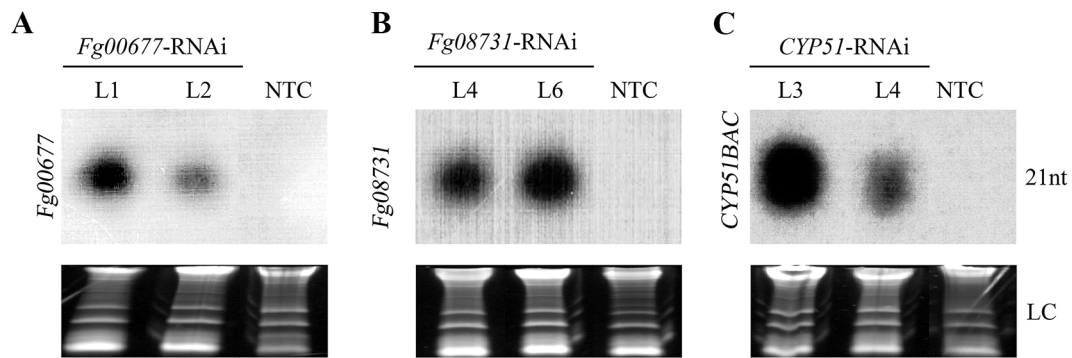 A B C
Fg00677-RNAi Fg08731-RNAi CYP51-RNAi
L1 L2 NTC L4 L6 NTC L3 L4 NTC
Fg00677
Fg08731
CYP51BAC
21nt
LC